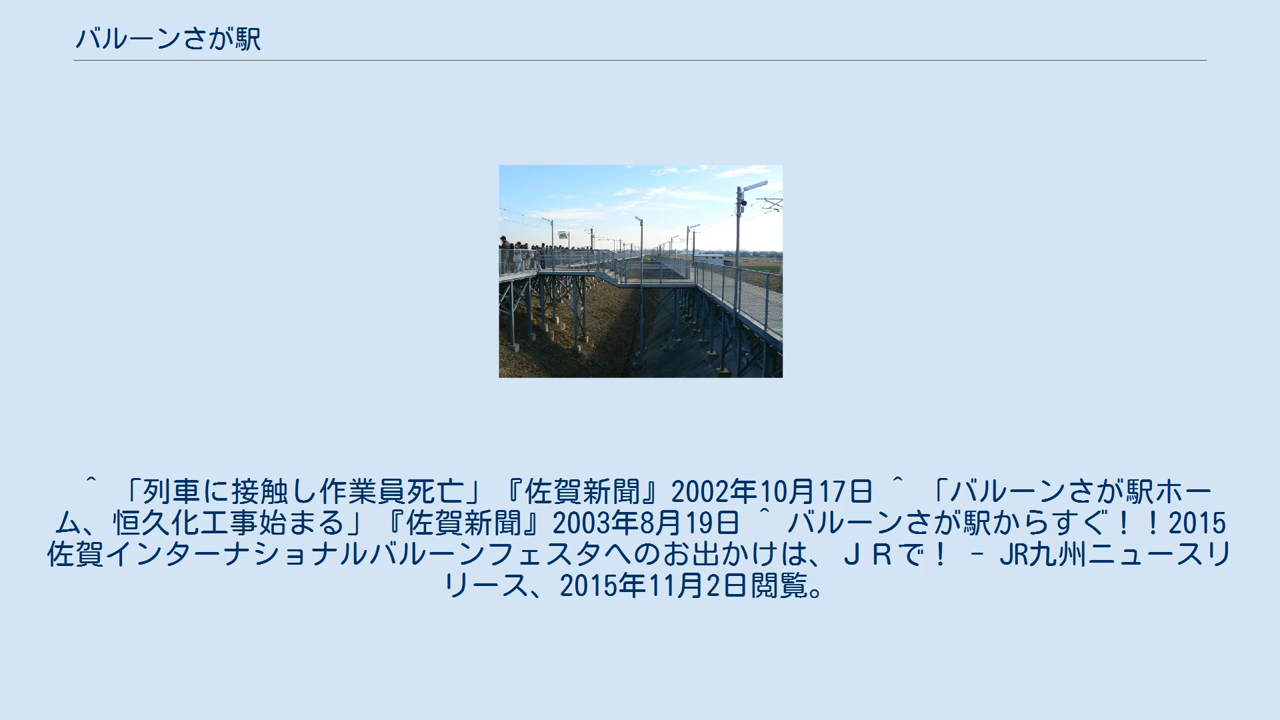 バルーンさが駅
^ 「列車に接触し作業員死亡」『佐賀新聞』2002年10月17日 ^ 「バルーンさが駅ホー
ム、恒久化工事始まる」『佐賀新聞』2003年8月19日 ^ バルーンさが駅からすぐ！！2015
佐賀インターナショナルバルーンフェスタへのお出かけは、ＪＲで！ - JR九州ニュースリ
リース、2015年11月2日閲覧。